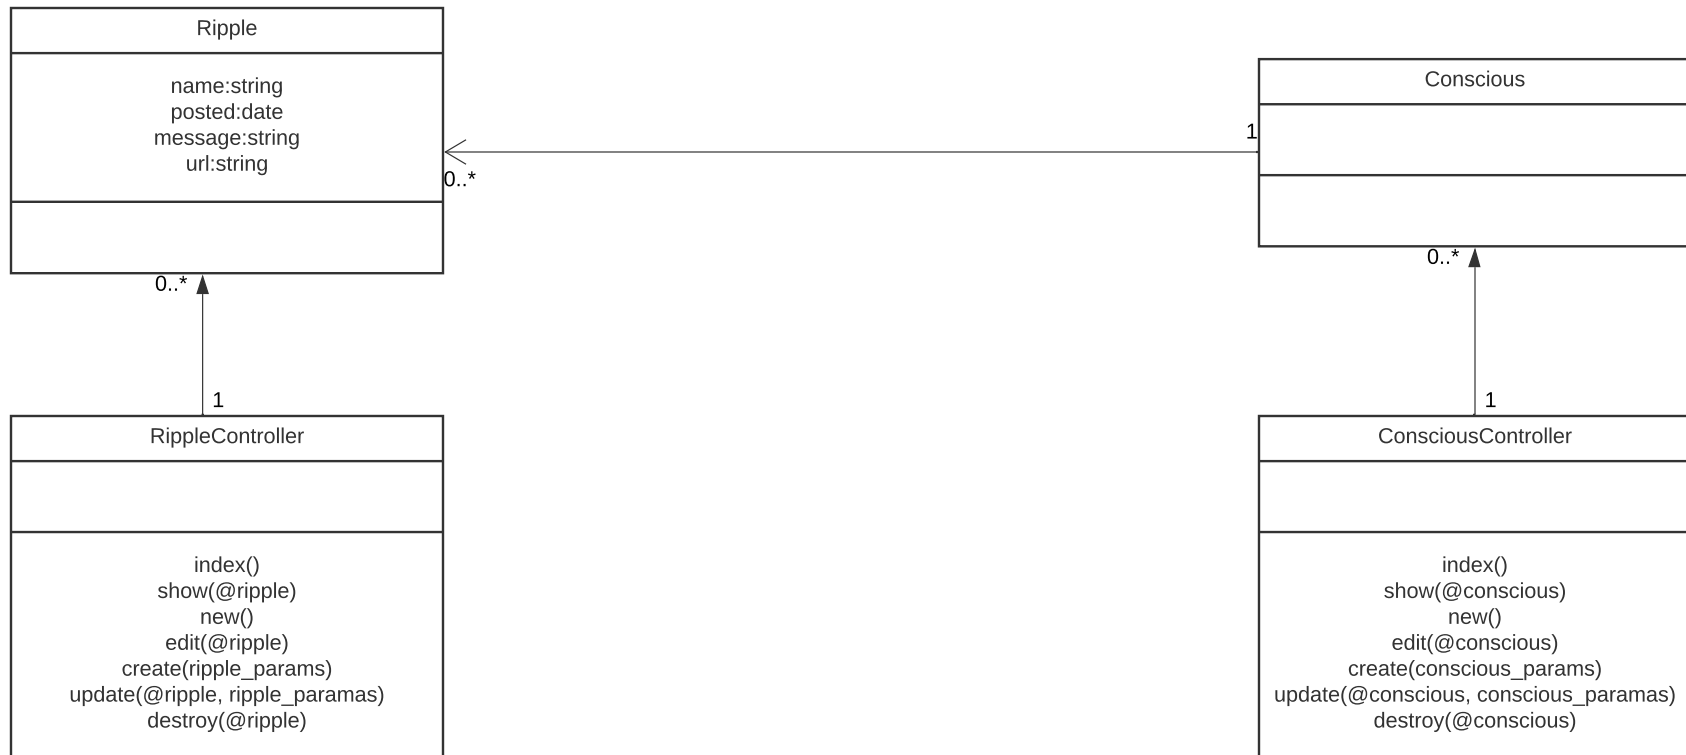 Ripple
name:string
posted:date
message:string
url:string
Conscious
1
0..*
0..*
1
0..*
1
RippleController
index()
show(@ripple)
new()
edit(@ripple)
create(ripple_params)
update(@ripple, ripple_paramas)
destroy(@ripple)
ConsciousController
index()
show(@conscious)
new()
edit(@conscious)
create(conscious_params)
update(@conscious, conscious_paramas)
destroy(@conscious)